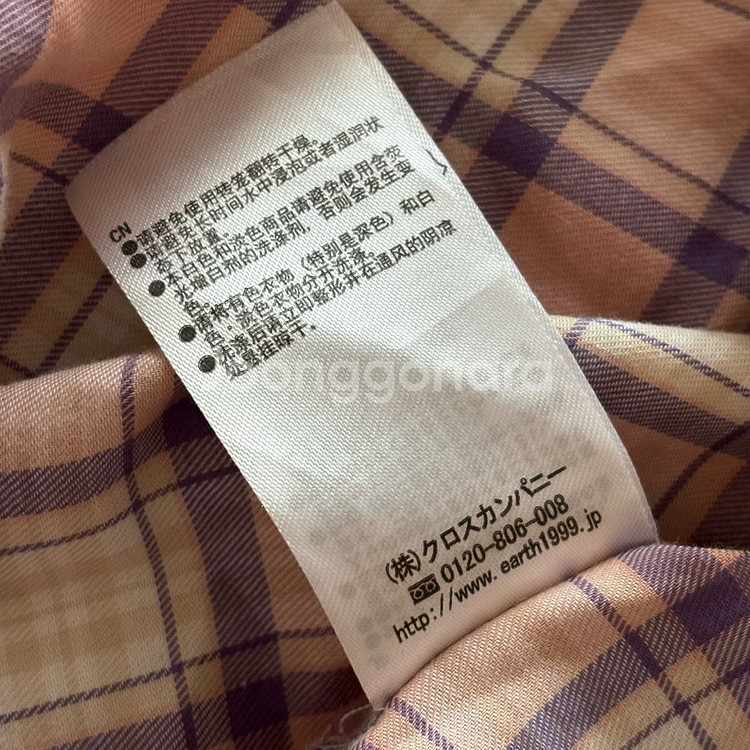 CN
●请避免使用转笼翻转干燥。
●请避免长时间水中浸泡或者湿润状
态下放置。
●本白色和淡色商品请避免使用含荧
光增白剂的洗涤剂，否则会发生变
色。
●请将有色衣物（特别是深色）和白
色·淡色衣物分开洗涤。
●洗涤后请立即整形并在通风的阴凉
处悬挂晾干。
(株)クロスカンパニー
0120-806-008
http://www.earth1999.jp